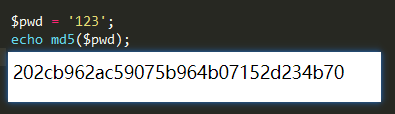 $pwd = '123';
echo md5($pwd);
202cb962ac59075b964b07152d234b70